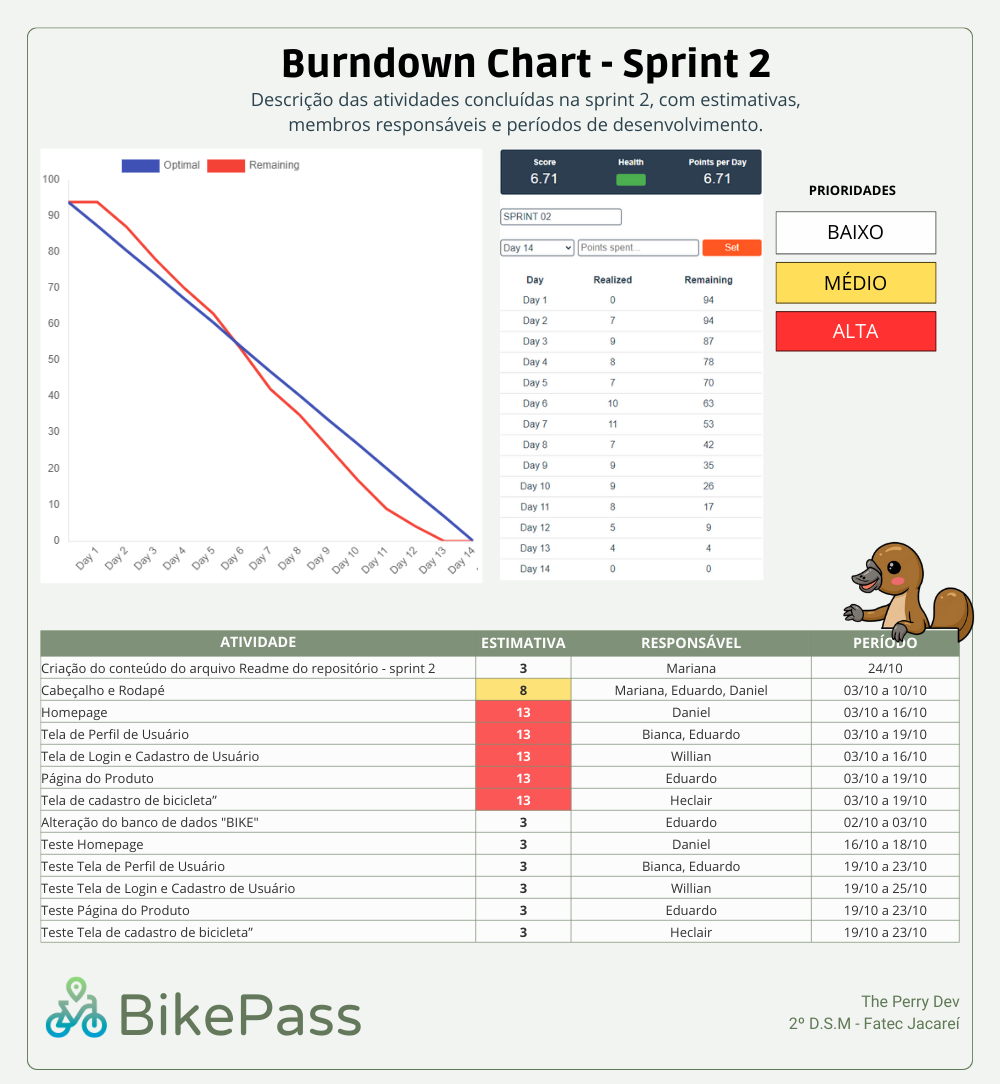 Burndown Chart - Sprint 2
Descrição das atividades concluídas na sprint 2, com estimativas,
membros responsáveis e períodos de desenvolvimento.
Optimal Remaining
100
90
80
70
60
50
40
30
20
10
0
Day 1 Day 2 Day 3 Day 4 Day 5 Day 6 Day 7 Day 8 Day 9 Day 10 Day 11 Day 12 Day 13 Day 14
Score Health Points per Day
6.71 6.71
SPRINT 02
Day 14 Points spent... Set
Day Realized Remaining
Day 1 0 94
Day 2 7 94
Day 3 9 87
Day 4 8 78
Day 5 7 70
Day 6 10 63
Day 7 11 53
Day 8 7 42
Day 9 9 35
Day 10 9 26
Day 11 8 17
Day 12 5 9
Day 13 4 4
Day 14 0 0
PRIORIDADES
BAIXO
MÉDIO
ALTA
ATIVIDADE ESTIMATIVA RESPONSÁVEL PERÍODO
Criação do conteúdo do arquivo Readme do repositório - sprint 2 3 Mariana 24/10
Cabeçalho e Rodapé 8 Mariana, Eduardo, Daniel 03/10 a 10/10
Homepage 13 Daniel 03/10 a 16/10
Tela de Perfil de Usuário 13 Bianca, Eduardo 03/10 a 19/10
Tela de Login e Cadastro de Usuário 13 Willian 03/10 a 16/10
Página do Produto 13 Eduardo 03/10 a 19/10
Tela de cadastro de bicicleta” 13 Heclair 03/10 a 19/10
Alteração do banco de dados "BIKE" 3 Eduardo 02/10 a 03/10
Teste Homepage 3 Daniel 16/10 a 18/10
Teste Tela de Perfil de Usuário 3 Bianca, Eduardo 19/10 a 23/10
Teste Tela de Login e Cadastro de Usuário 3 Willian 19/10 a 25/10
Teste Página do Produto 3 Eduardo 19/10 a 23/10
Teste Tela de cadastro de bicicleta” 3 Heclair 19/10 a 23/10
BikePass
The Perry Dev
2º D.S.M - Fatec Jacareí